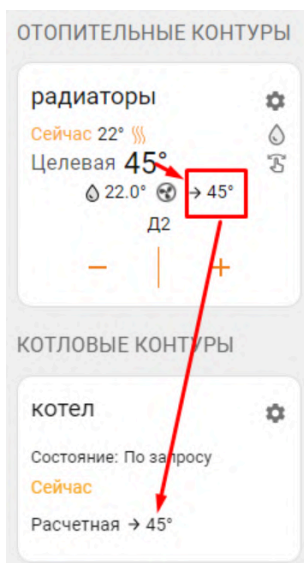 ОТОПИТЕЛЬНЫЕ КОНТУРЫ
радиаторы
Сейчас 22°
Целевая 45°
22.0° → 45°
Д2
− +
КОТЛОВЫЕ КОНТУРЫ
котел
Состояние: По запросу
Сейчас
Расчетная → 45°